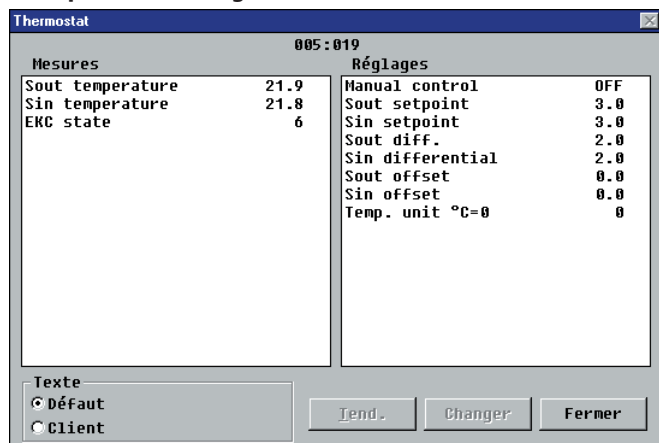 Thermostat
005:019
Mesures
Sout temperature 21.9
Sin temperature 21.8
EKC state 6
Réglages
Manual control OFF
Sout setpoint 3.0
Sin setpoint 3.0
Sout diff. 2.0
Sin differential 2.0
Sout offset 0.0
Sin offset 0.0
Temp. unit °C=0 0
Texte
Défaut
Client
Tend.
Changer
Fermer